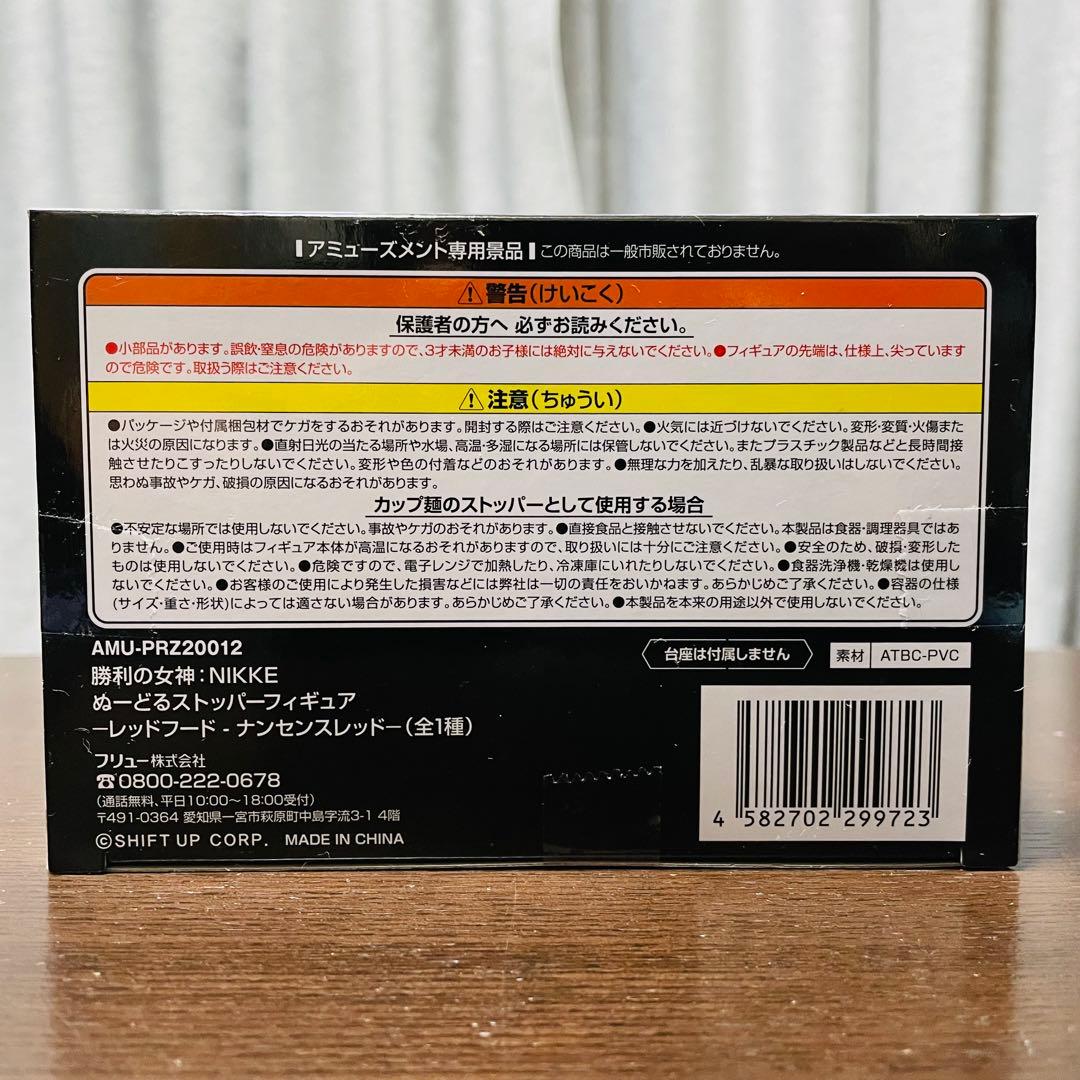 アミューズメント専用景品 この商品は一般市販されておりません。
⚠警告(けいこく)
保護者の方へ 必ずお読みください。
●小部品があります。誤飲・窒息の危険がありますので、3才未満のお子様には絶対に与えないでください。●フィギュアの先端は、仕様上、尖っています
ので危険です。取扱う際はご注意ください。
⚠注意(ちゅうい)
●パッケージや付属梱包材でケガをするおそれがあります。開封する際はご注意ください。●火気には近づけないでください。変形・変質・火傷また
は火災の原因になります。●直射日光の当たる場所や水場、高温・多湿になる場所には保管しないでください。またプラスチック製品などと長時間接
触させたりこすったりしないでください。変形や色の付着などのおそれがあります。●無理な力を加えたり、乱暴な取り扱いはしないでください。
思わぬ事故やケガ、破損の原因になるおそれがあります。
カップ麺のストッパーとして使用する場合
●不安定な場所では使用しないでください。事故やケガのおそれがあります。●直接食品と接触させないでください。本製品は食器・調理器具ではあ
りません。●ご使用時はフィギュア本体が高温になるおそれがありますので、取り扱いには十分にご注意ください。●安全のため、破損・変形した
ものは使用しないでください。●危険ですので、電子レンジで加熱したり、冷凍庫にいれたりしないでください。●食器洗浄機・乾燥機は使用し
ないでください。●お客様のご使用により発生した損害などには弊社は一切の責任をおいかねます。あらかじめご了承ください。●容器の仕様
(サイズ・重さ・形状)によっては適さない場合があります。あらかじめご了承ください。●本製品を本来の用途以外で使用しないでください。
AMU-PRZ20012
台座は付属しません 素材 ATBC-PVC
勝利の女神:NIKKE
ぬーどるストッパーフィギュア
−レッドフード - ナンセンスレッド−(全1種)
フリュー株式会社
☎0800-222-0678
(通話無料、平日10:00〜18:00受付)
〒491-0364 愛知県一宮市萩原町中島字流3-1 4階
©SHIFT UP CORP. MADE IN CHINA
4 582702 299723